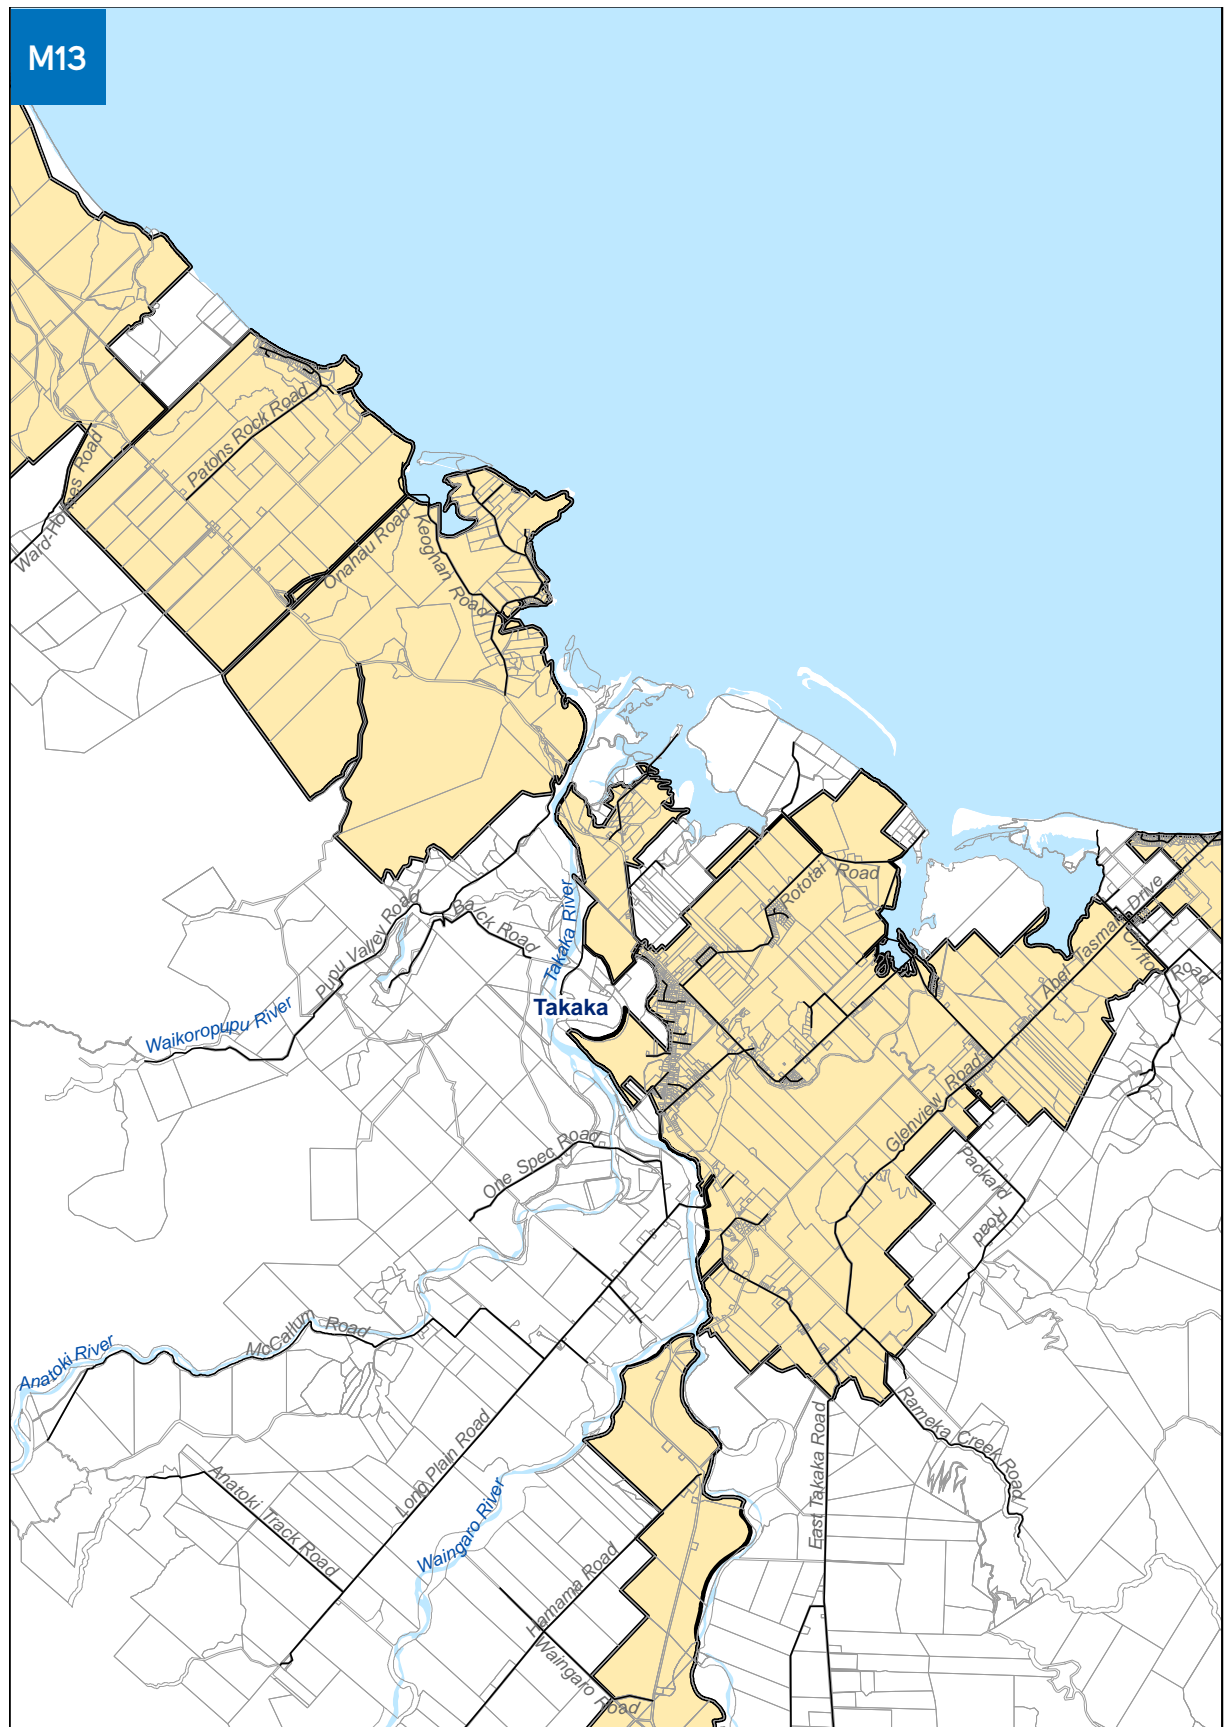 M13
Patons Rock Road
Ward-Holmes Road
Onahau Road
Keoghan Road
Rototai Road
Abel Tasman Drive
Clifton Road
Pupu Valley Road
Balck Road
Takaka River
Takaka
Waikoropupu River
Glenview Road
One Spec Road
Packard Road
McCallum Road
Anatoki River
Rameka Creek Road
East Takaka Road
Long Plain Road
Anatoki Track Road
Waingaro River
Hamama Road
Waingaro Road